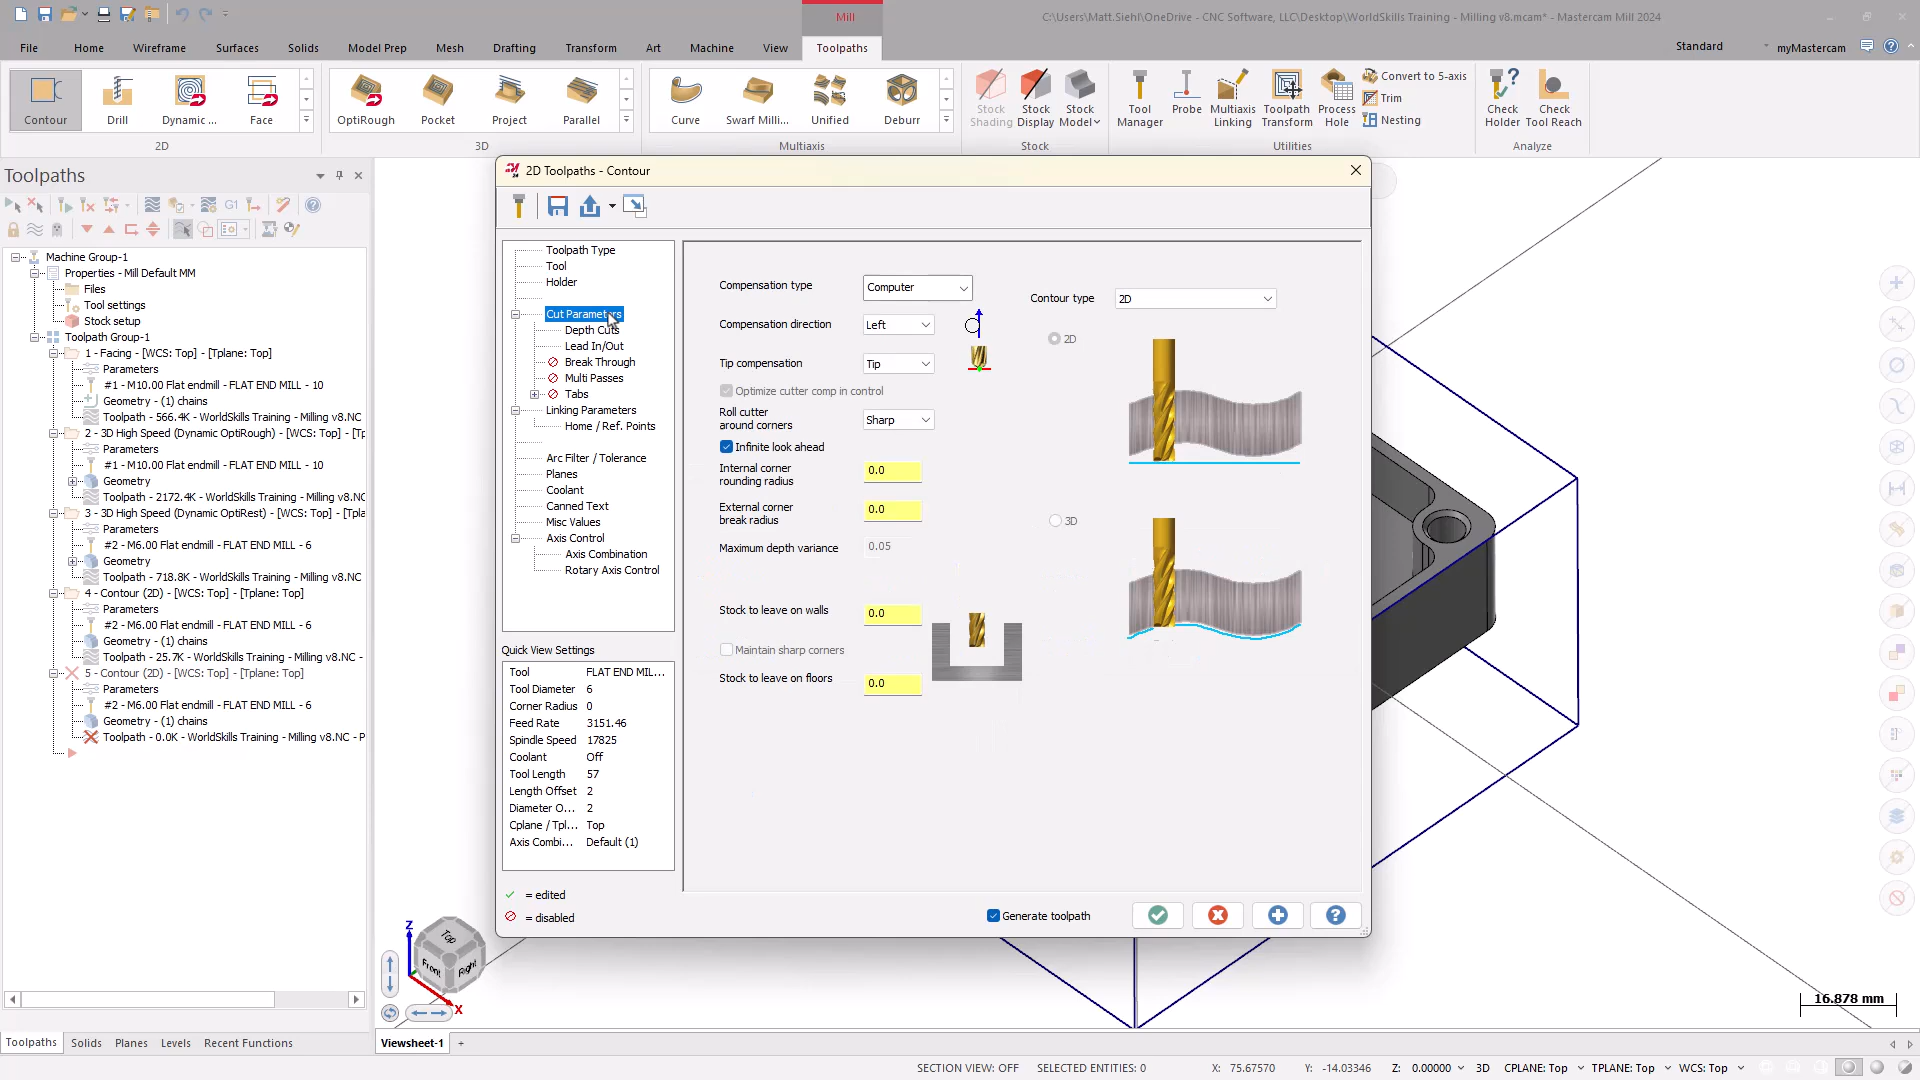 Mill
C:\Users\Matt.Siehl\OneDrive - CNC Software, LLC\Desktop\WorldSkills Training - Milling v8.mcam* - Mastercam Mill 2024
File Home Wireframe Surfaces Solids Model Prep Mesh Drafting Transform Art Machine View Toolpaths
Standard myMastercam
Contour Drill Dynamic ... Face
OptiRough Pocket Project Parallel
Curve Swarf Milli... Unified Deburr
Stock Shading Stock Display Stock Model
Tool Manager Probe Multiaxis Linking Toolpath Transform Process Hole
Convert to 5-axis
Trim
Nesting
Check Holder Check Tool Reach
2D 3D Multiaxis Stock Utilities Analyze
Toolpaths
G1
Machine Group-1
Properties - Mill Default MM
Files
Tool settings
Stock setup
Toolpath Group-1
1 - Facing - [WCS: Top] - [Tplane: Top]
Parameters
#1 - M10.00 Flat endmill - FLAT END MILL - 10
Geometry - (1) chains
Toolpath - 566.4K - WorldSkills Training - Milling v8.NC
2 - 3D High Speed (Dynamic OptiRough) - [WCS: Top] - [Tp
Parameters
#1 - M10.00 Flat endmill - FLAT END MILL - 10
Geometry
Toolpath - 2172.4K - WorldSkills Training - Milling v8.NC
3 - 3D High Speed (Dynamic OptiRest) - [WCS: Top] - [Tpla
Parameters
#2 - M6.00 Flat endmill - FLAT END MILL - 6
Geometry
Toolpath - 718.8K - WorldSkills Training - Milling v8.NC
4 - Contour (2D) - [WCS: Top] - [Tplane: Top]
Parameters
#2 - M6.00 Flat endmill - FLAT END MILL - 6
Geometry - (1) chains
Toolpath - 25.7K - WorldSkills Training - Milling v8.NC -
5 - Contour (2D) - [WCS: Top] - [Tplane: Top]
Parameters
#2 - M6.00 Flat endmill - FLAT END MILL - 6
Geometry - (1) chains
Toolpath - 0.0K - WorldSkills Training - Milling v8.NC - P
2D Toolpaths - Contour
Toolpath Type
Tool
Holder
Cut Parameters
Depth Cuts
Lead In/Out
Break Through
Multi Passes
Tabs
Linking Parameters
Home / Ref. Points
Arc Filter / Tolerance
Planes
Coolant
Canned Text
Misc Values
Axis Control
Axis Combination
Rotary Axis Control
Quick View Settings
Tool FLAT END MIL...
Tool Diameter 6
Corner Radius 0
Feed Rate 3151.46
Spindle Speed 17825
Coolant Off
Tool Length 57
Length Offset 2
Diameter O... 2
Cplane / Tpl... Top
Axis Combi... Default (1)
= edited
= disabled
Compensation type Computer
Contour type 2D
Compensation direction Left
2D
Tip compensation Tip
Optimize cutter comp in control
Roll cutter
around corners Sharp
Infinite look ahead
Internal corner
rounding radius 0.0
External corner
break radius 0.0
3D
Maximum depth variance 0.05
Stock to leave on walls 0.0
Maintain sharp corners
Stock to leave on floors 0.0
Generate toolpath
Z
Top
Front Right
X
16.878 mm
Toolpaths Solids Planes Levels Recent Functions
Viewsheet-1 +
SECTION VIEW: OFF SELECTED ENTITIES: 0 X: 75.67570 Y: -14.03346 Z: 0.00000 3D CPLANE: Top TPLANE: Top WCS: Top